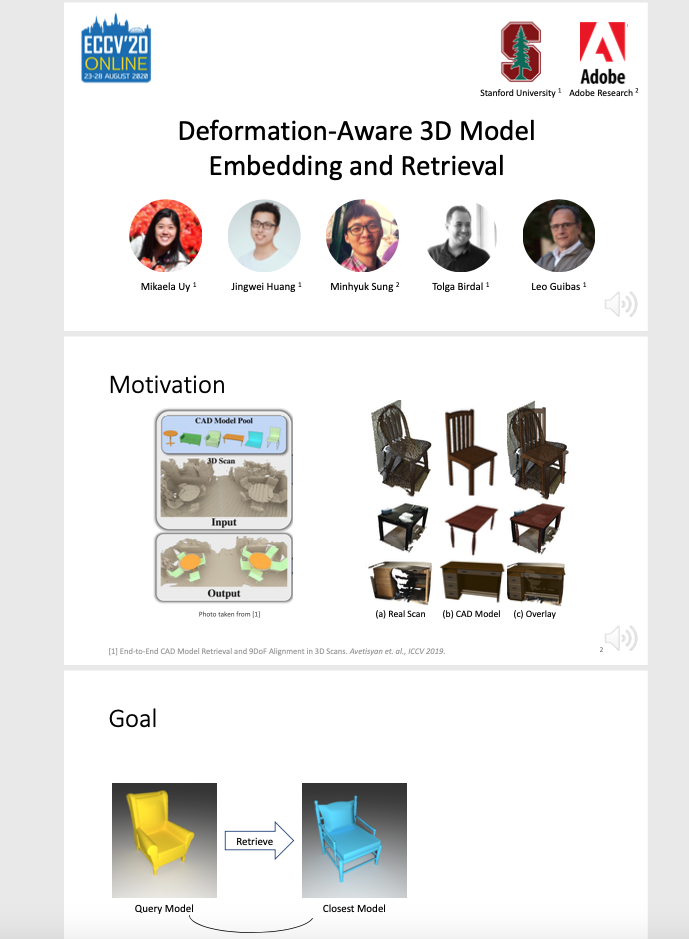 ECCV'20
ONLINE
23-28 AUGUST 2020
Adobe
Stanford University 1 Adobe Research 2
Deformation-Aware 3D Model
Embedding and Retrieval
Mikaela Uy 1
Jingwei Huang 1
Minhyuk Sung 2
Tolga Birdal 1
Leo Guibas 1
Motivation
CAD Model Pool
3D Scan
Input
Output
Photo taken from [1]
(a) Real Scan (b) CAD Model (c) Overlay
[1] End-to-End CAD Model Retrieval and 9DoF Alignment in 3D Scans. Avetisyan et. al., ICCV 2019.
2
Goal
Retrieve
Query Model
Closest Model